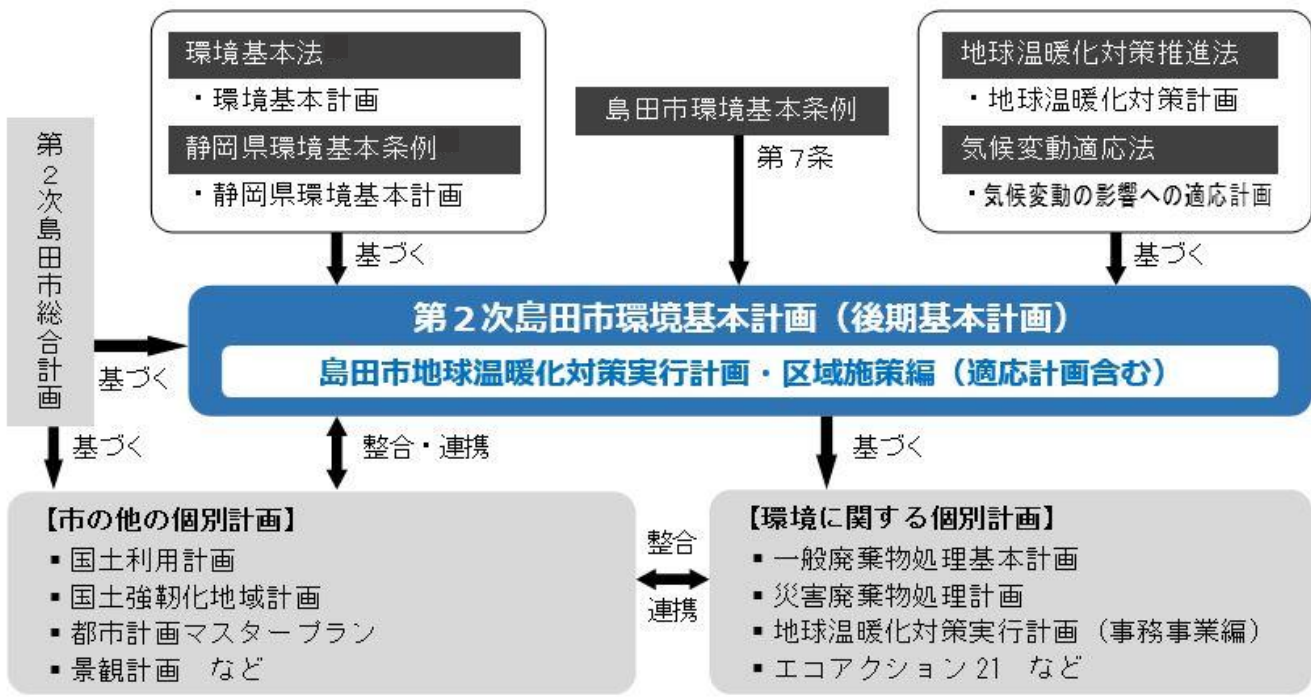 環境基本法
・環境基本計画
静岡県環境基本条例
・静岡県環境基本計画
島田市環境基本条例
第7条
地球温暖化対策推進法
・地球温暖化対策計画
気候変動適応法
・気候変動の影響への適応計画
第2次島田市総合計画
基づく
基づく
第2次島田市環境基本計画（後期基本計画）
島田市地球温暖化対策実行計画・区域施策編（適応計画含む）
基づく
基づく
整合・連携
基づく
【市の他の個別計画】
▪ 国土利用計画
▪ 国土強靭化地域計画
▪ 都市計画マスタープラン
▪ 景観計画　など
整合
連携
【環境に関する個別計画】
▪ 一般廃棄物処理基本計画
▪ 災害廃棄物処理計画
▪ 地球温暖化対策実行計画（事務事業編）
▪ エコアクション21　など